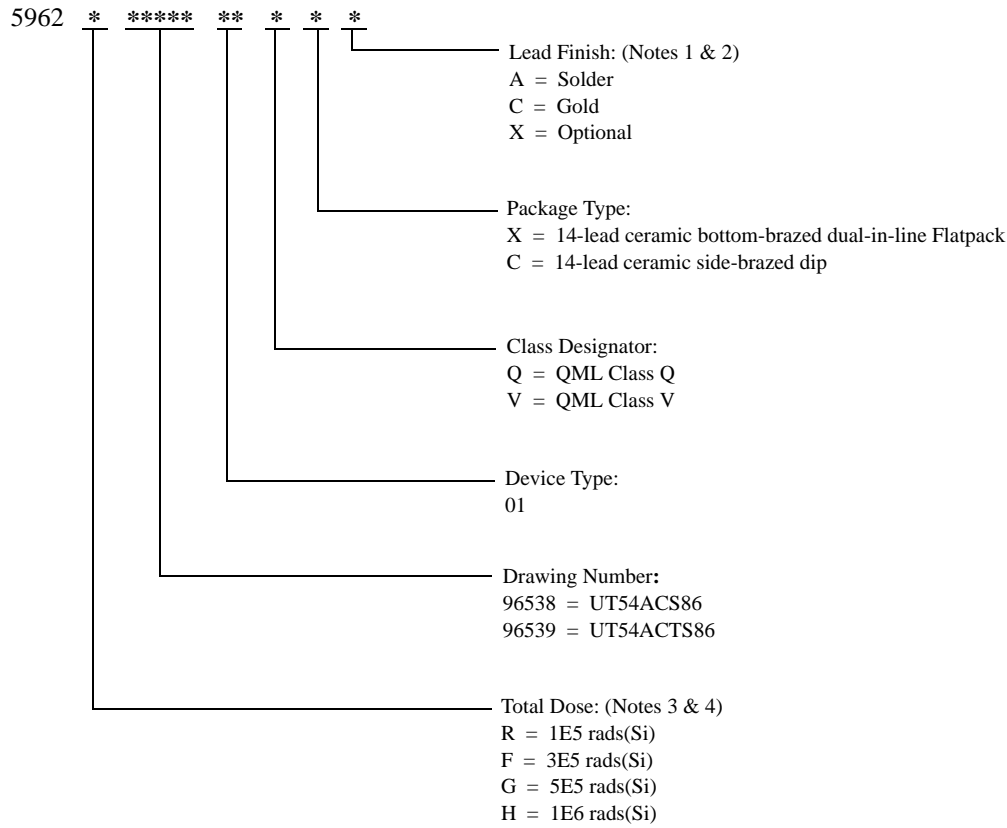 5962 * ***** ** * * *
Lead Finish: (Notes 1 & 2)
A = Solder
C = Gold
X = Optional
Package Type:
X = 14-lead ceramic bottom-brazed dual-in-line Flatpack
C = 14-lead ceramic side-brazed dip
Class Designator:
Q = QML Class Q
V = QML Class V
Device Type:
01
Drawing Number:
96538 = UT54ACS86
96539 = UT54ACTS86
Total Dose: (Notes 3 & 4)
R = 1E5 rads(Si)
F = 3E5 rads(Si)
G = 5E5 rads(Si)
H = 1E6 rads(Si)